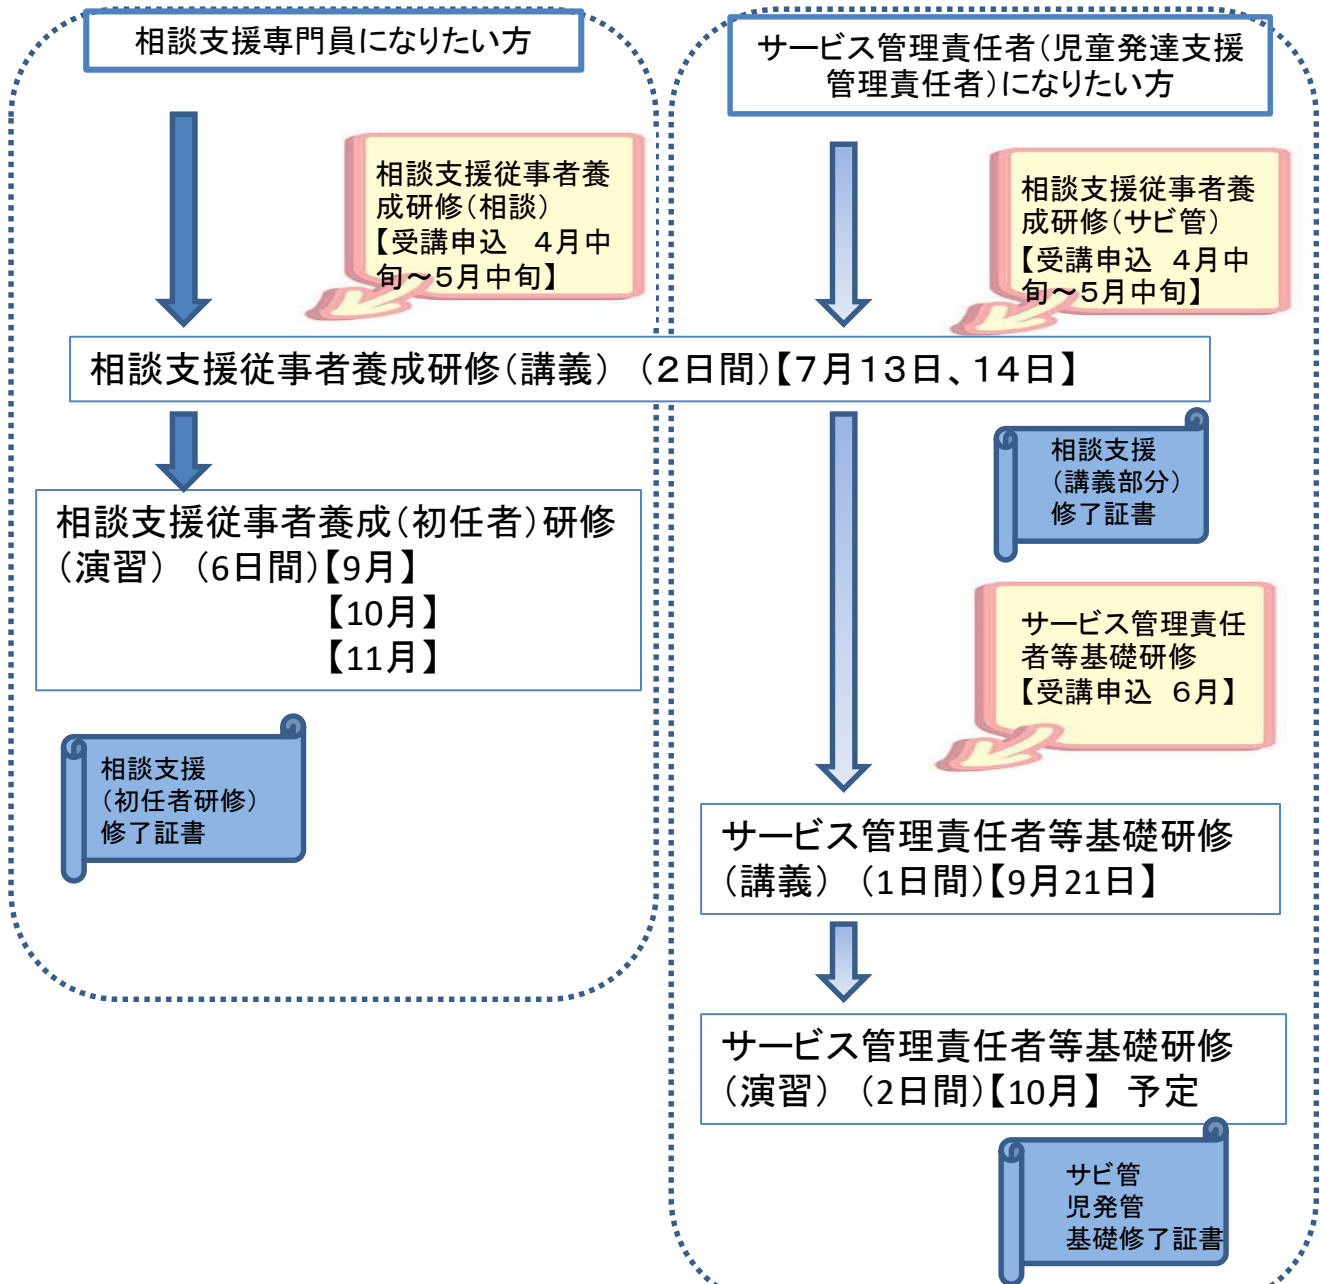 相談支援専門員になりたい方
サービス管理責任者（児童発達支援
管理責任者）になりたい方
相談支援従事者養
成研修（相談）
【受講申込　４月中
旬～５月中旬】
相談支援従事者養
成研修（サビ管）
【受講申込　４月中
旬～５月中旬】
相談支援従事者養成研修（講義）　（２日間）【７月１３日、１４日】
相談支援従事者養成（初任者）研修
（演習）　（6日間）【9月】
【10月】
【11月】
相談支援
（初任者研修）
修了証書
相談支援
（講義部分）
修了証書
サービス管理責任
者等基礎研修
【受講申込　６月】
サービス管理責任者等基礎研修
（講義）　（1日間）【9月21日】
サービス管理責任者等基礎研修
（演習）　（2日間）【10月】 予定
サビ管
児発管
基礎修了証書